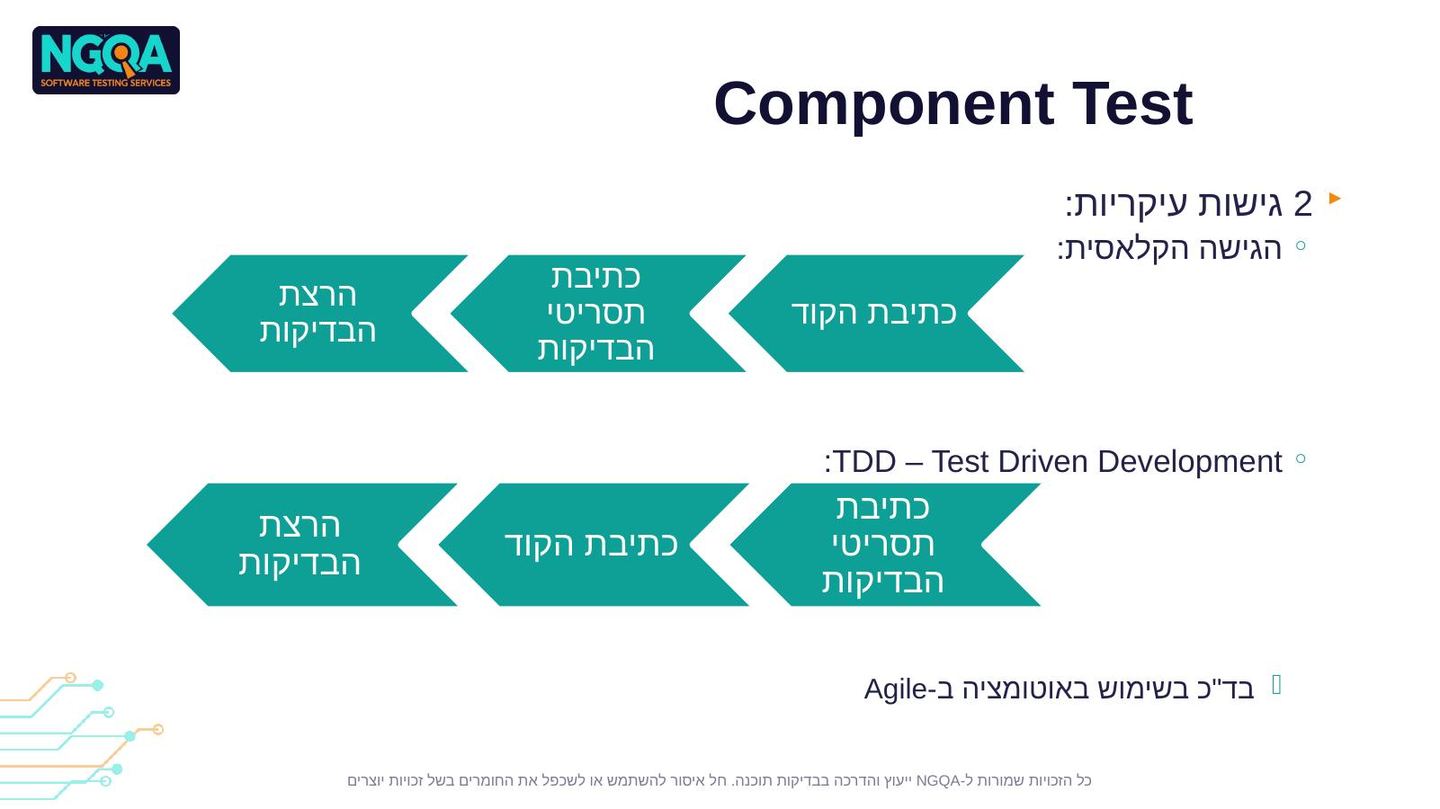 NGQA
SOFTWARE TESTING SERVICES
Component Test
2 גישות עיקריות:
הגישה הקלאסית:
כתיבת הקוד
כתיבת
תסריטי
הבדיקות
הרצת
הבדיקות
TDD – Test Driven Development:
כתיבת
תסריטי
הבדיקות
כתיבת הקוד
הרצת
הבדיקות
בד"כ בשימוש באוטומציה ב-Agile
כל הזכויות שמורות ל-NGQA ייעוץ והדרכה בבדיקות תוכנה. חל איסור להשתמש או לשכפל את החומרים בשל זכויות יוצרים